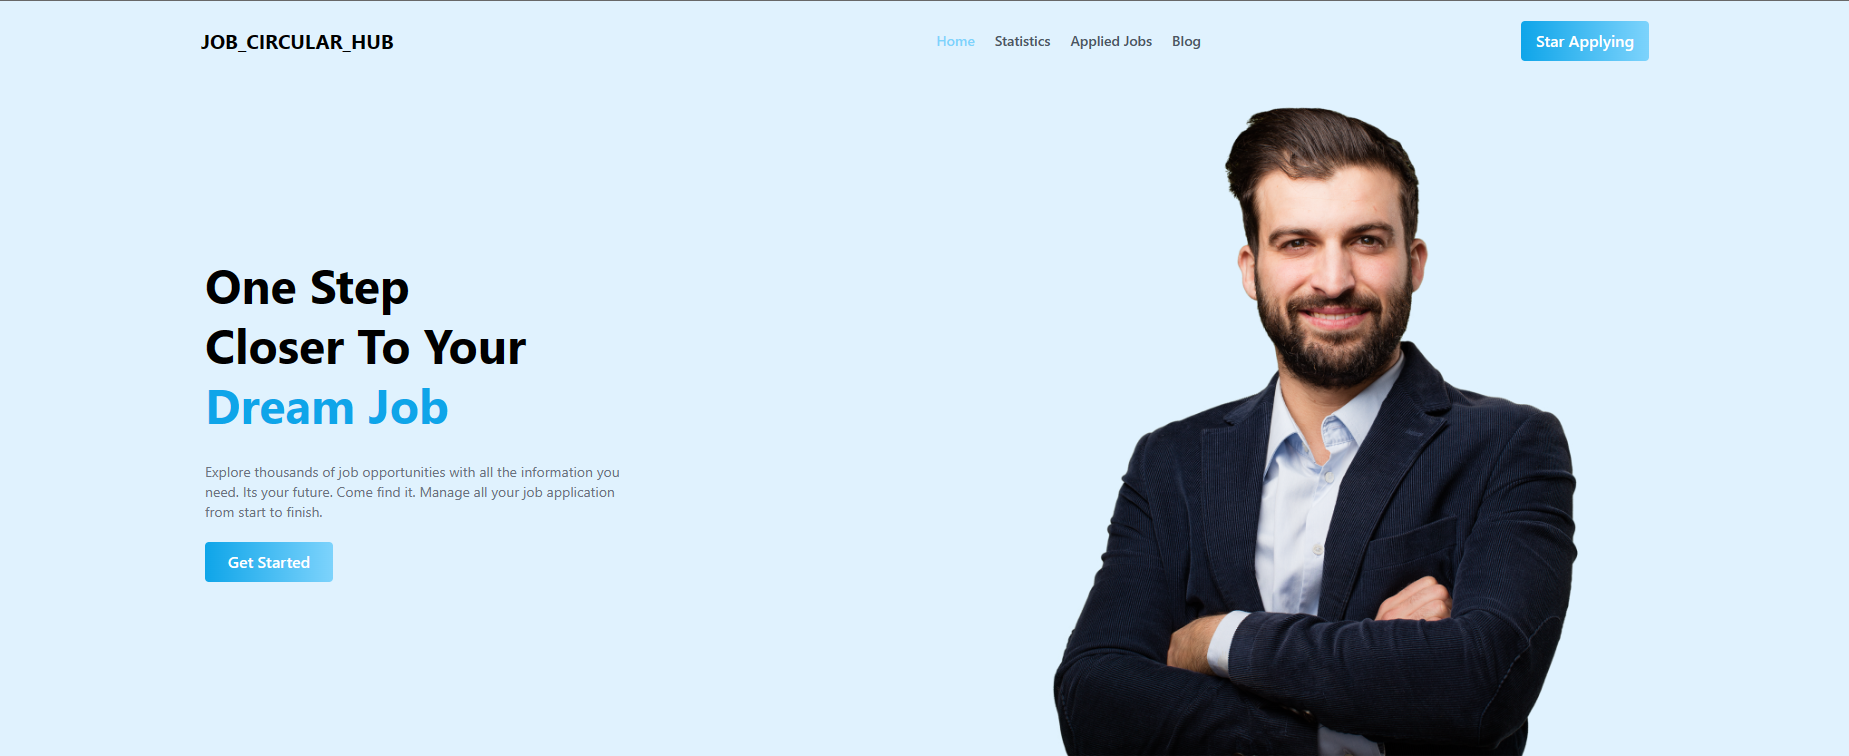 JOB_CIRCULAR_HUB
Home Statistics Applied Jobs Blog
Star Applying
One Step
Closer To Your
Dream Job
Explore thousands of job opportunities with all the information you
need. Its your future. Come find it. Manage all your job application
from start to finish.
Get Started